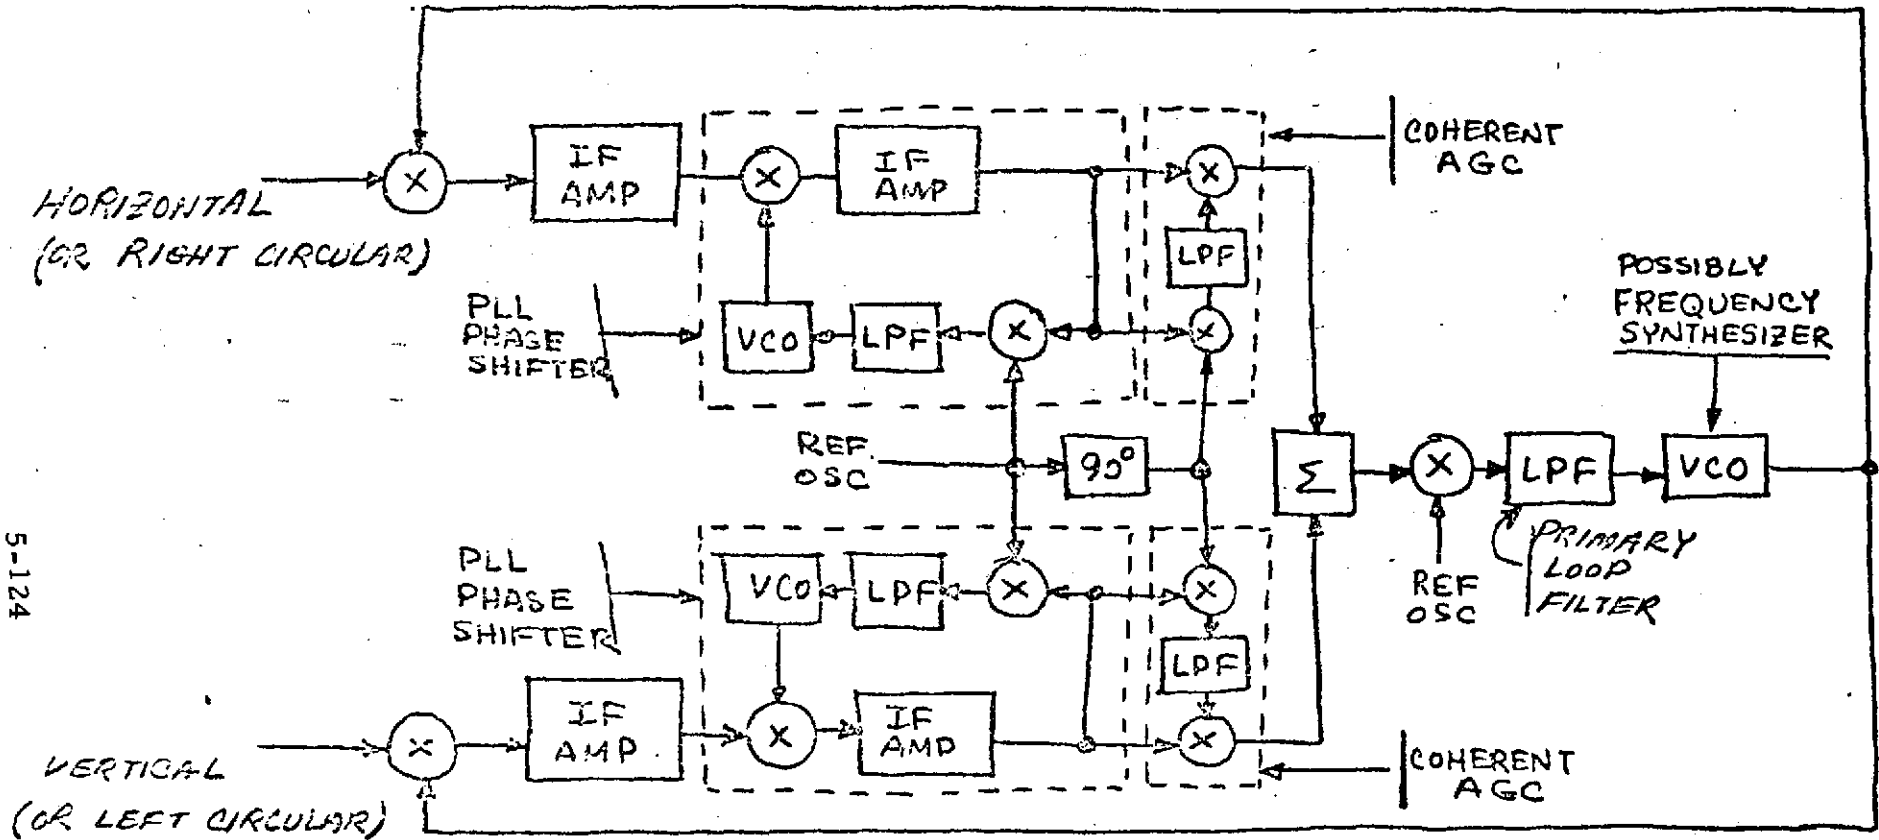 IF
AMP
IF
AMP
COHERENT
AGC
HORIZONTAL
(OR RIGHT CIRCULAR)
LPF
PLL
PHASE
SHIFTER
VCO
LPF
POSSIBLY
FREQUENCY
SYNTHESIZER
REF.
OSC
90°
Σ
LPF
VCO
PRIMARY
LOOP
FILTER
REF
OSC
PLL
PHASE
SHIFTER
VCO
LPF
LPF
IF
AMP
IF
AMP
VERTICAL
(OR LEFT CIRCULAR)
COHERENT
AGC
5-124